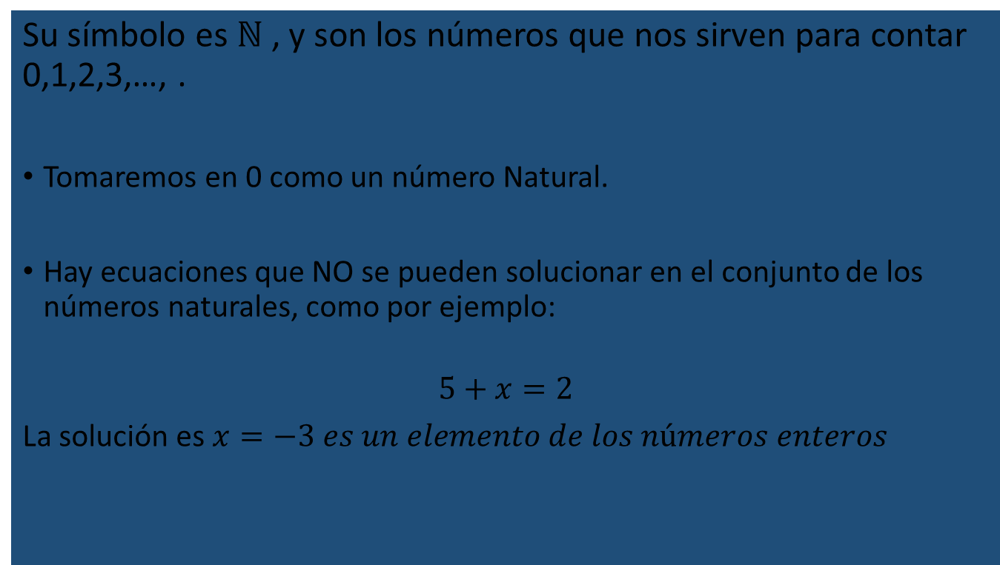 Su símbolo es ℕ , y son los números que nos sirven para contar
0,1,2,3,…, .
• Tomaremos en 0 como un número Natural.
• Hay ecuaciones que NO se pueden solucionar en el conjunto de los
números naturales, como por ejemplo:
5 + x = 2
La solución es x = −3 es un elemento de los números enteros